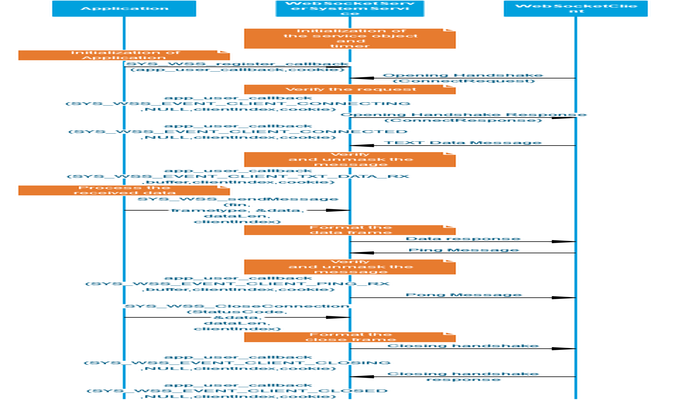 Application
WebSocketServ
erSystemServi
ce
WebSocketClie
nt
Initialization of
the service object
and
timer
Initialization of
Application
SYS_WSS_register_callback
(app_user_callback,cookie)
Opening Handshake
(ConnectRequest)
Verify the request
app_user_callback
(SYS_WSS_EVENT_CLIENT_CONNECTING
,NULL,clientIndex,cookie)
Opening Handshake Response
(ConnectResponse)
app_user_callback
(SYS_WSS_EVENT_CLIENT_CONNECTED
,NULL,clientIndex,cookie)
TEXT Data Message
Verify
and unmask the
message
app_user_callback
(SYS_WSS_EVENT_CLIENT_TXT_DATA_RX
,buffer,clientIndex,cookie)
Process the
received data
SYS_WSS_sendMessage
(fin,
frametype, &data,
dataLen,
clientIndex)
Format the
data frame
Data response
Ping Message
Verify
and unmask the
message
app_user_callback
(SYS_WSS_EVENT_CLIENT_PING_RX
,buffer,clientIndex,cookie)
Pong Message
SYS_WSS_CloseConnection
(StatusCode,
&data,
dataLen,
clientIndex)
Format the
close frame
Closing handshake
app_user_callback
(SYS_WSS_EVENT_CLIENT_CLOSING
,NULL,clientIndex,cookie)
Closing handshake
response
app_user_callback
(SYS_WSS_EVENT_CLIENT_CLOSED
,NULL,clientIndex,cookie)